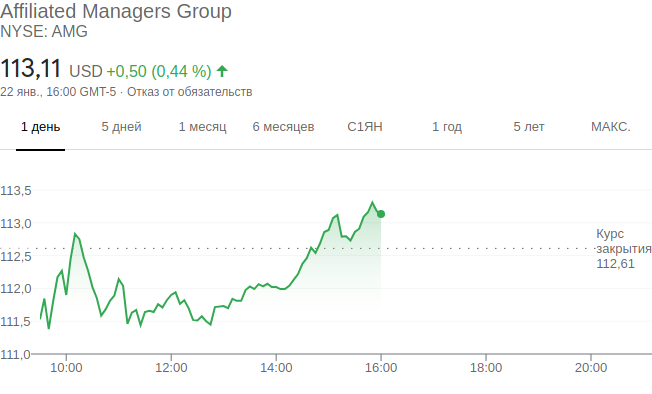 Affiliated Managers Group
NYSE: AMG
113,11 USD +0,50 (0,44 %)
22 янв., 16:00 GMT-5 · Отказ от обязательств
1 день 5 дней 1 месяц 6 месяцев С1ЯН 1 год 5 лет МАКС.
113,5
113,0
Курс
закрытия
112,61
112,5
112,0
111,5
111,0
10:00 12:00 14:00 16:00 18:00 20:00